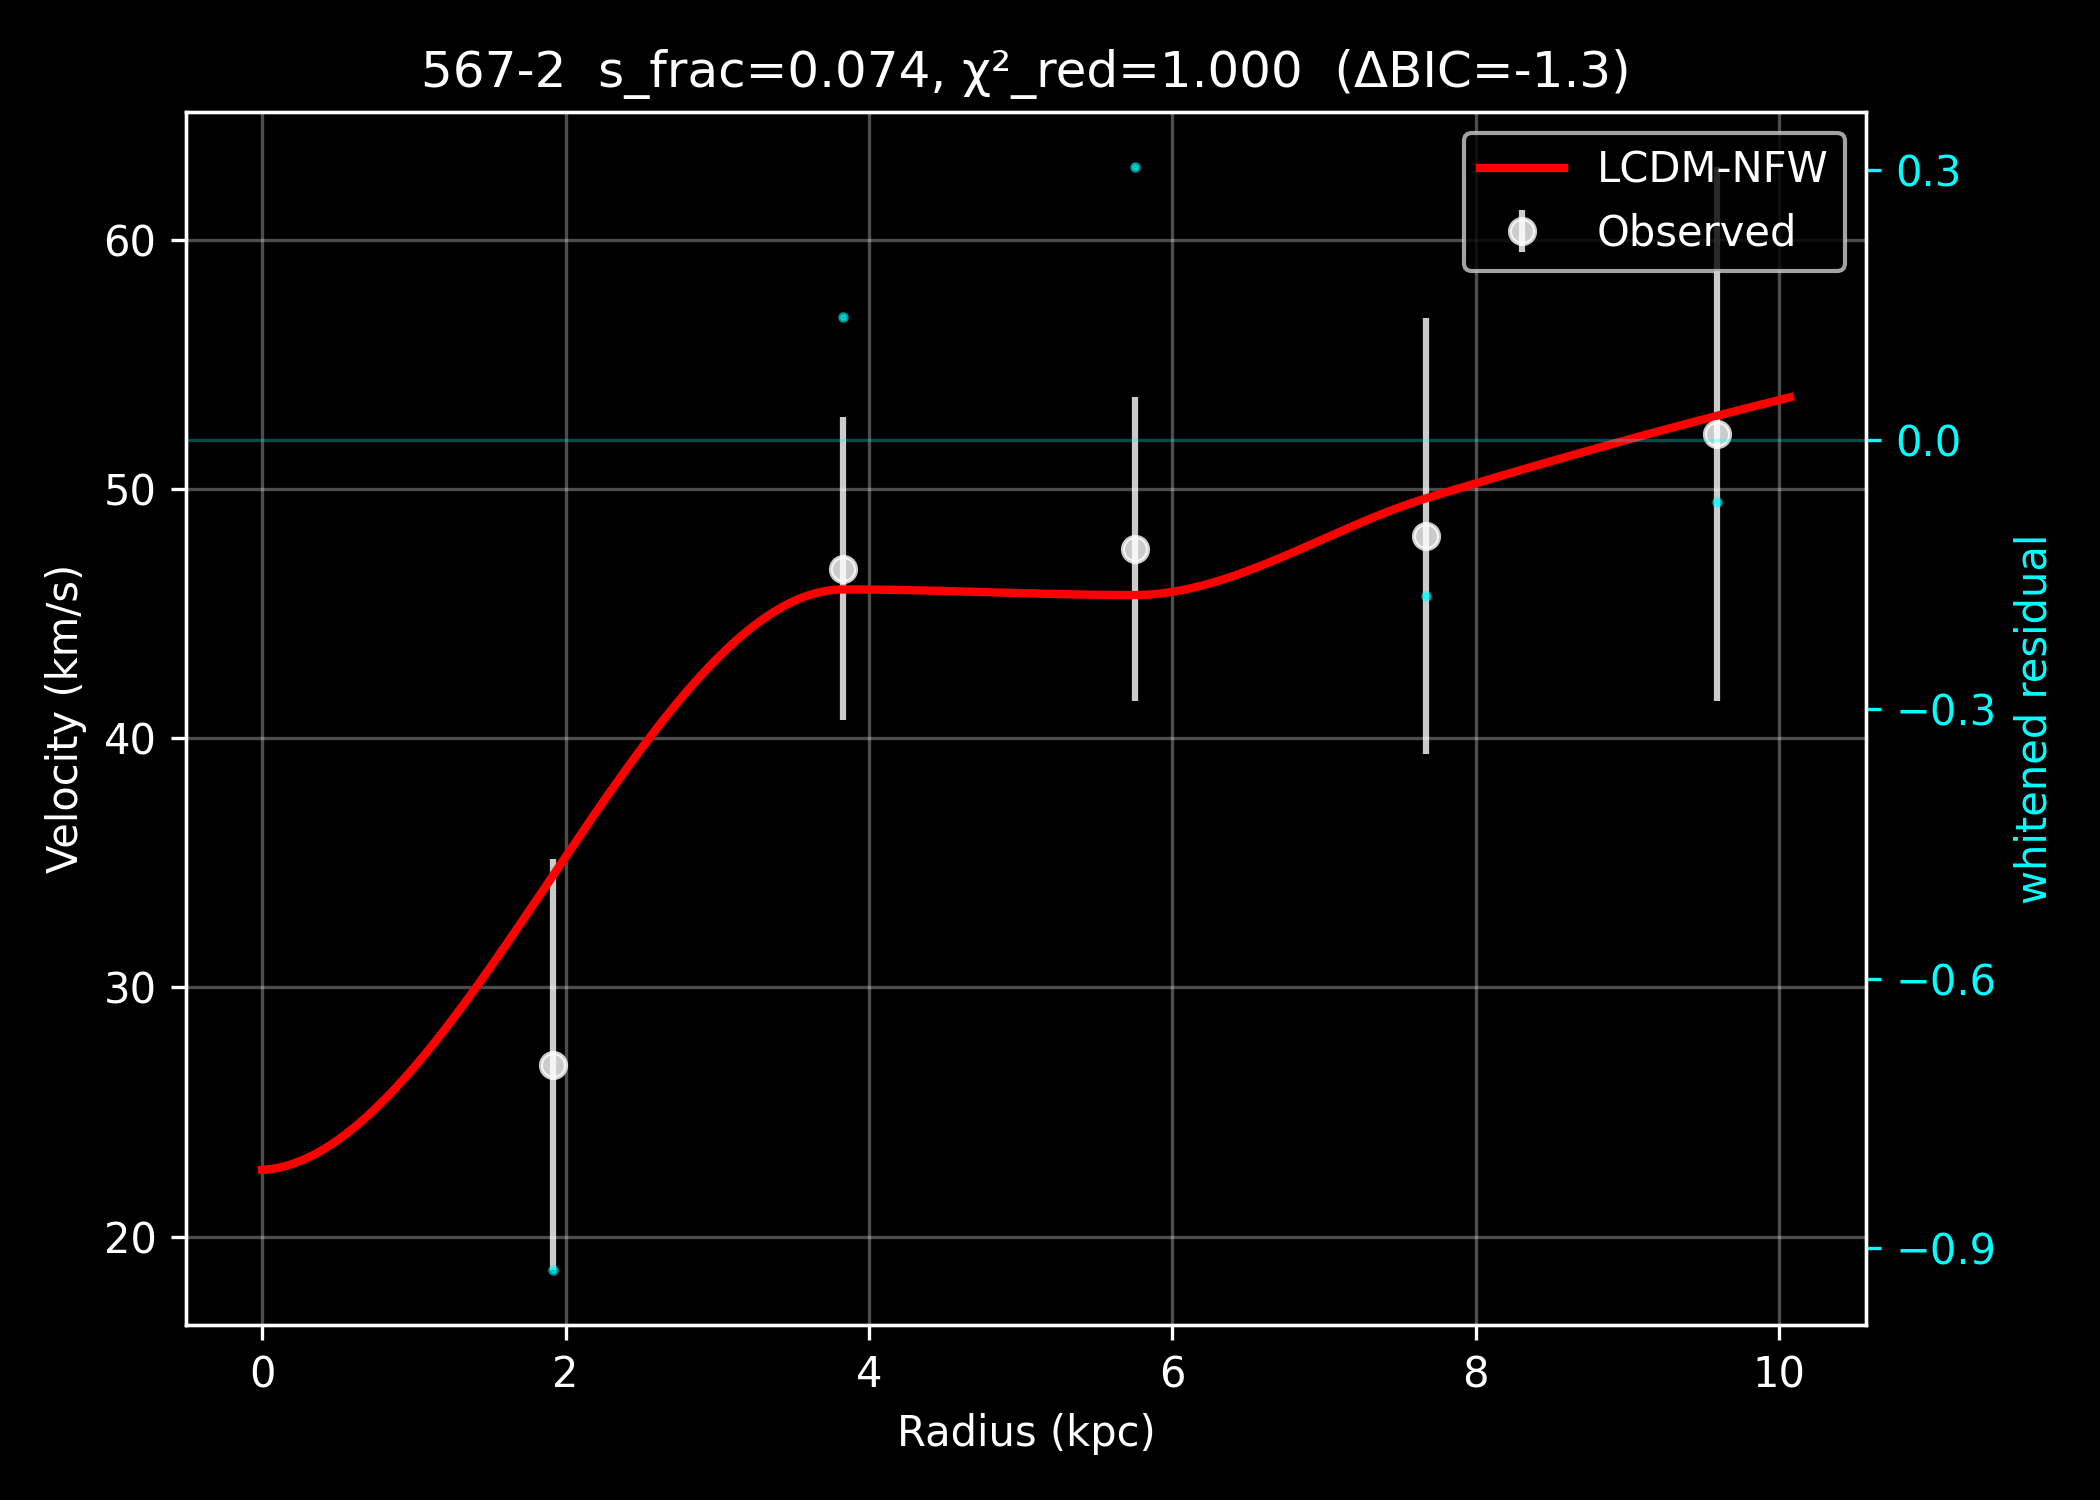 567-2  s_frac=0.074, χ²_red=1.000  (ΔBIC=-1.3)
LCDM-NFW
Observed
60
50
40
30
20
Velocity (km/s)
0.3
0.0
−0.3
−0.6
−0.9
whitened residual
0
2
4
6
8
10
Radius (kpc)